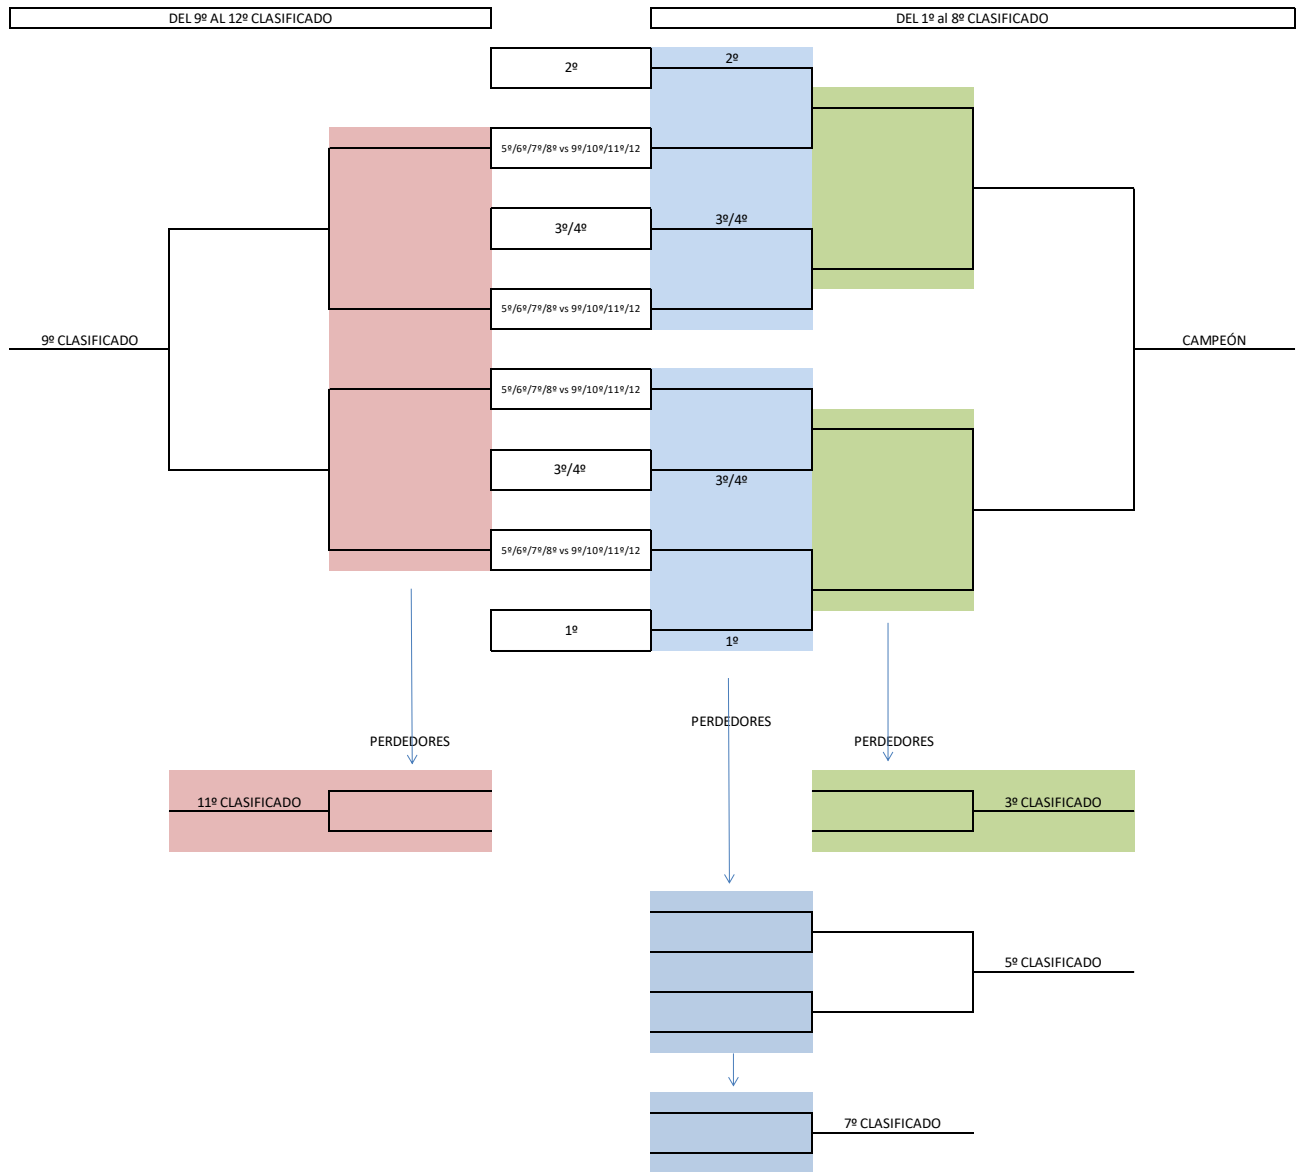 DEL 9º AL 12º CLASIFICADO
DEL 1º al 8º CLASIFICADO
2º
2º
5º/6º/7º/8º vs 9º/10º/11º/12
3º/4º
3º/4º
5º/6º/7º/8º vs 9º/10º/11º/12
9º CLASIFICADO
CAMPEÓN
5º/6º/7º/8º vs 9º/10º/11º/12
3º/4º
3º/4º
5º/6º/7º/8º vs 9º/10º/11º/12
1º
1º
PERDEDORES
PERDEDORES
PERDEDORES
11º CLASIFICADO
3º CLASIFICADO
5º CLASIFICADO
7º CLASIFICADO